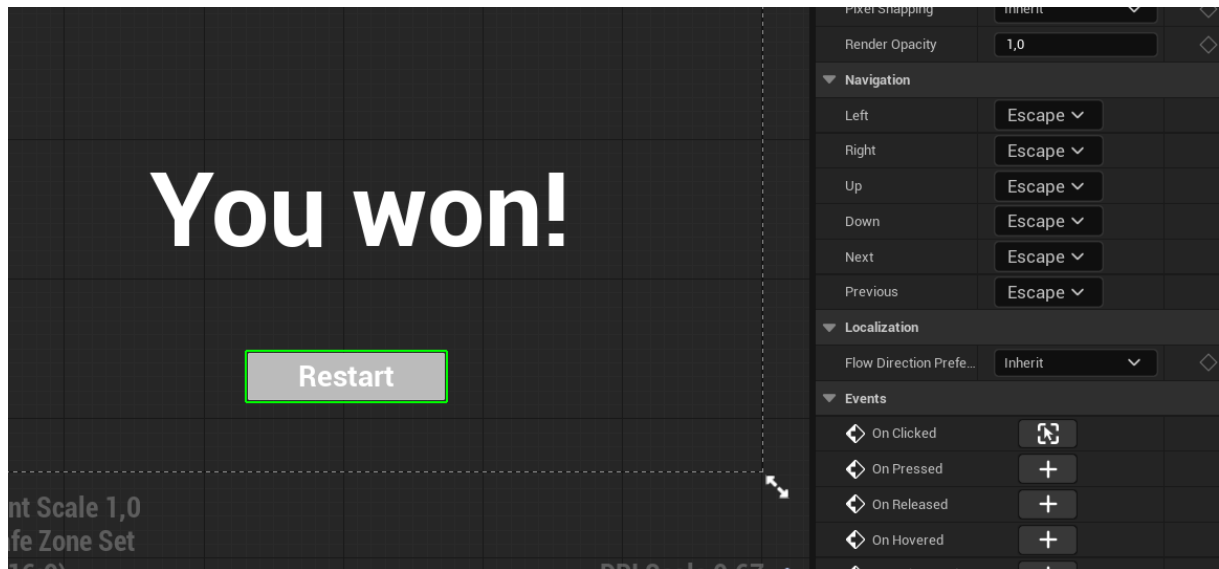 Pixel Snapping Inherit
Render Opacity 1,0
Navigation
Left Escape
Right Escape
Up Escape
Down Escape
Next Escape
Previous Escape
Localization
Flow Direction Prefe... Inherit
Events
On Clicked
On Pressed
On Released
On Hovered
You won!
Restart
nt Scale 1,0
fe Zone Set